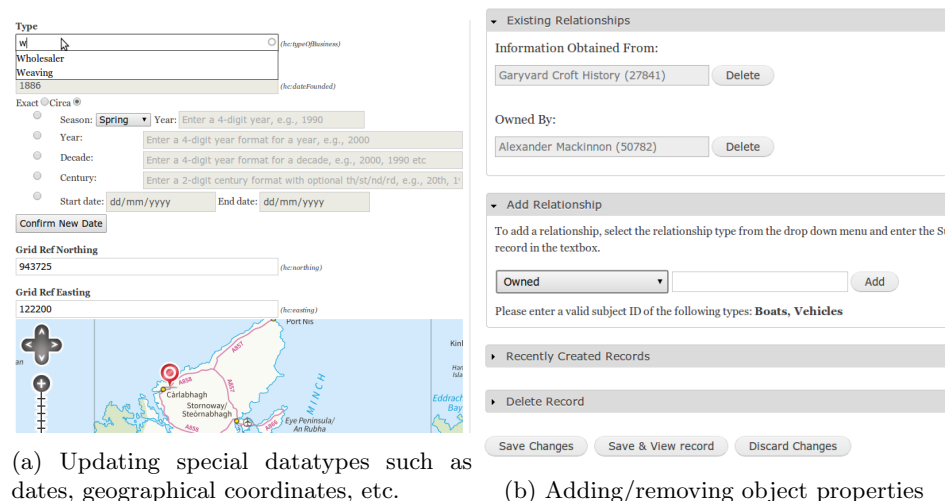 Type
w
(hc:typeOfBusiness)
Wholesaler
Weaving
1886
(hc:dateFounded)
Exact Circa
Season: Spring Year: Enter a 4-digit year, e.g., 1990
Year: Enter a 4-digit year format for a year, e.g., 2000
Decade: Enter a 4-digit year format for a decade, e.g., 2000, 1990 etc
Century: Enter a 2-digit century format with optional th/st/nd/rd, e.g., 20th, 1
Start date: dd/mm/yyyy End date: dd/mm/yyyy
Confirm New Date
Grid Ref Northing
943725
(hc:northing)
Grid Ref Easting
122200
(hc:easting)
Port Nis
A857
A858
A857
Càrlabhagh
Stornoway/
Steòrnabhagh
A858
A866
Eye Peninsula/
An Rubha
MINCH
Eddrach
Bay
(a) Updating special datatypes such as
dates, geographical coordinates, etc.
Existing Relationships
Information Obtained From:
Garyvard Croft History (27841) Delete
Owned By:
Alexander Mackinnon (50782) Delete
Add Relationship
To add a relationship, select the relationship type from the drop down menu and enter the Su
record in the textbox.
Owned Add
Please enter a valid subject ID of the following types: Boats, Vehicles
Recently Created Records
Delete Record
Save Changes Save & View record Discard Changes
(b) Adding/removing object properties